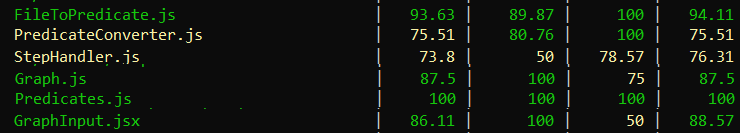 FileToPredicate.js | 93.63 | 89.87 | 100 | 94.11
PredicateConverter.js | 75.51 | 80.76 | 100 | 75.51
StepHandler.js | 73.8 | 50 | 78.57 | 76.31
Graph.js | 87.5 | 100 | 75 | 87.5
Predicates.js | 100 | 100 | 100 | 100
GraphInput.jsx | 86.11 | 100 | 50 | 88.57